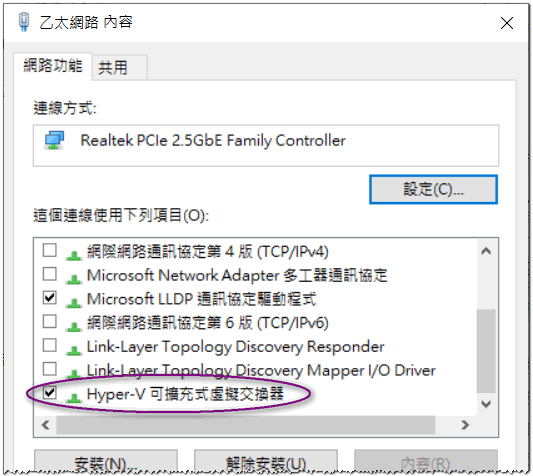 乙太網路 內容
網路功能 共用
連線方式:
Realtek PCIe 2.5GbE Family Controller
設定(C)...
這個連線使用下列項目(O):
網際網路通訊協定第 4 版 (TCP/IPv4)
Microsoft Network Adapter 多工器通訊協定
Microsoft LLDP 通訊協定驅動程式
網際網路通訊協定第 6 版 (TCP/IPv6)
Link-Layer Topology Discovery Responder
Link-Layer Topology Discovery Mapper I/O Driver
Hyper-V 可擴充式虛擬交換器
安裝(N)... 解除安裝(U) 內容(R)